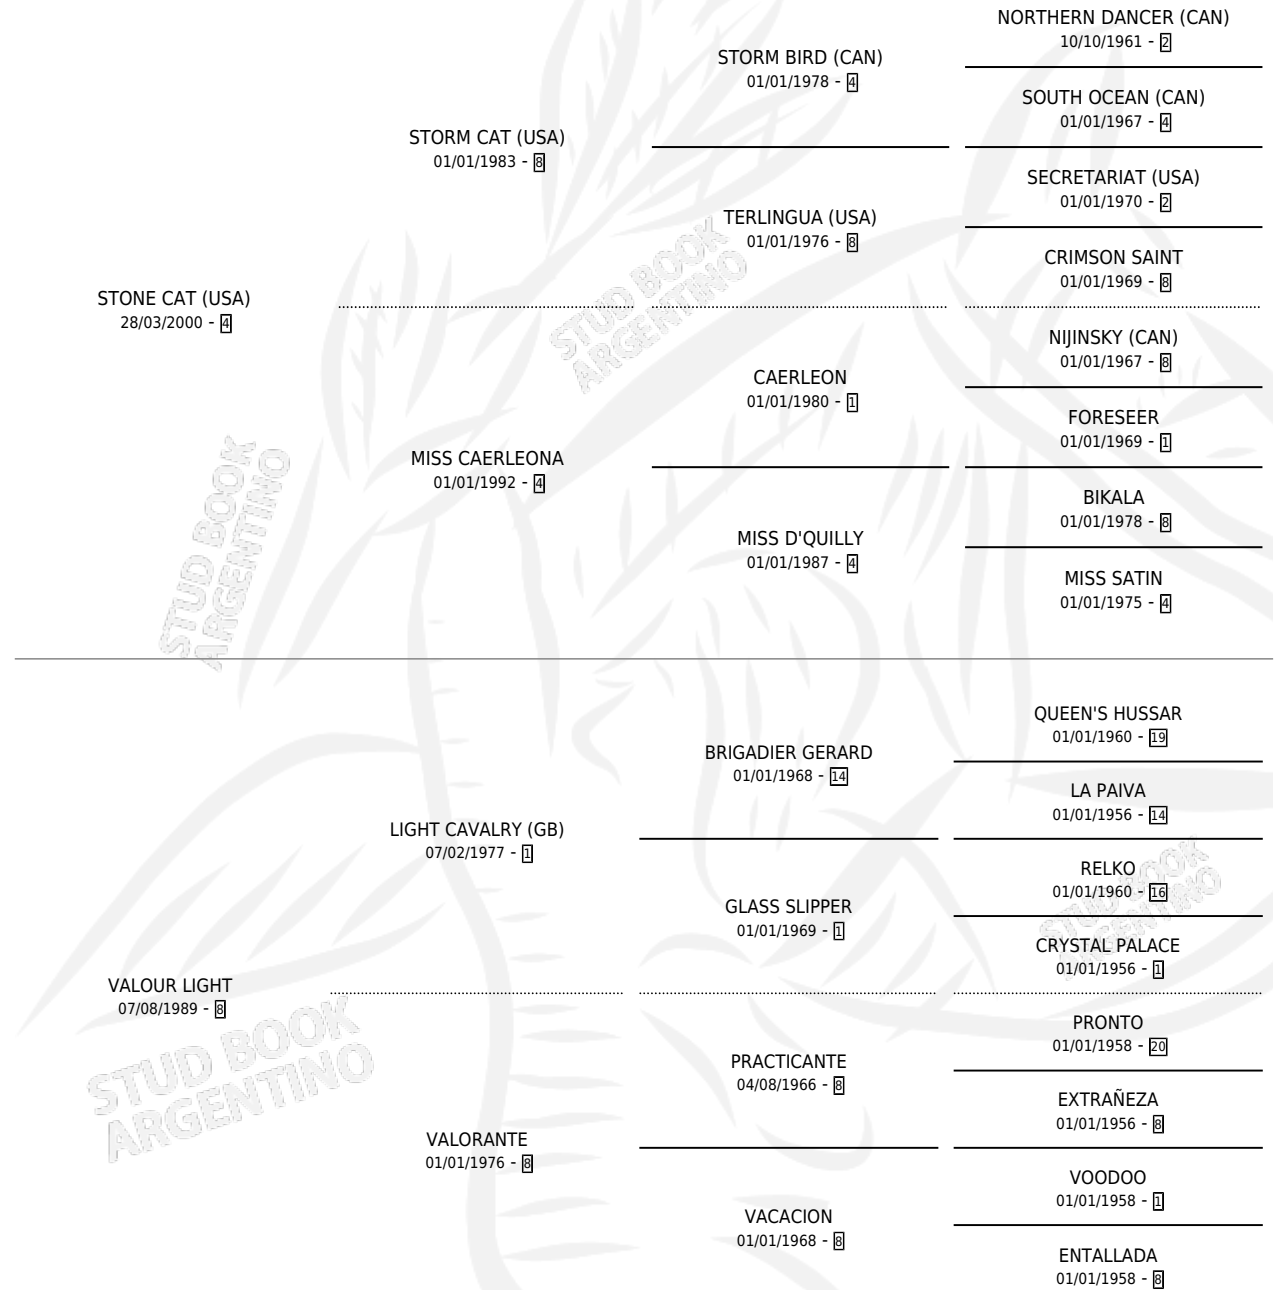 NORTHERN DANCER (CAN)
10/10/1961 - 2
STORM BIRD (CAN)
01/01/1978 - 4
SOUTH OCEAN (CAN)
01/01/1967 - 4
STORM CAT (USA)
01/01/1983 - 8
SECRETARIAT (USA)
01/01/1970 - 2
TERLINGUA (USA)
01/01/1976 - 8
CRIMSON SAINT
01/01/1969 - 8
STONE CAT (USA)
28/03/2000 - 4
NIJINSKY (CAN)
01/01/1967 - 8
CAERLEON
01/01/1980 - 1
FORESEER
01/01/1969 - 1
MISS CAERLEONA
01/01/1992 - 4
BIKALA
01/01/1978 - 8
MISS D'QUILLY
01/01/1987 - 4
MISS SATIN
01/01/1975 - 4
STUD BOOK
ARGENTINO
STUD BOOK
ARGENTINO
QUEEN'S HUSSAR
01/01/1960 - 19
BRIGADIER GERARD
01/01/1968 - 14
LA PAIVA
01/01/1956 - 14
LIGHT CAVALRY (GB)
07/02/1977 - 1
RELKO
01/01/1960 - 16
GLASS SLIPPER
01/01/1969 - 1
CRYSTAL PALACE
01/01/1956 - 1
VALOUR LIGHT
07/08/1989 - 8
PRONTO
01/01/1958 - 20
PRACTICANTE
04/08/1966 - 8
EXTRAÑEZA
01/01/1956 - 8
VALORANTE
01/01/1976 - 8
VOODOO
01/01/1958 - 1
VACACION
01/01/1968 - 8
ENTALLADA
01/01/1958 - 8
STUD BOOK
ARGENTINO
STUD BOOK
ARGENTINO